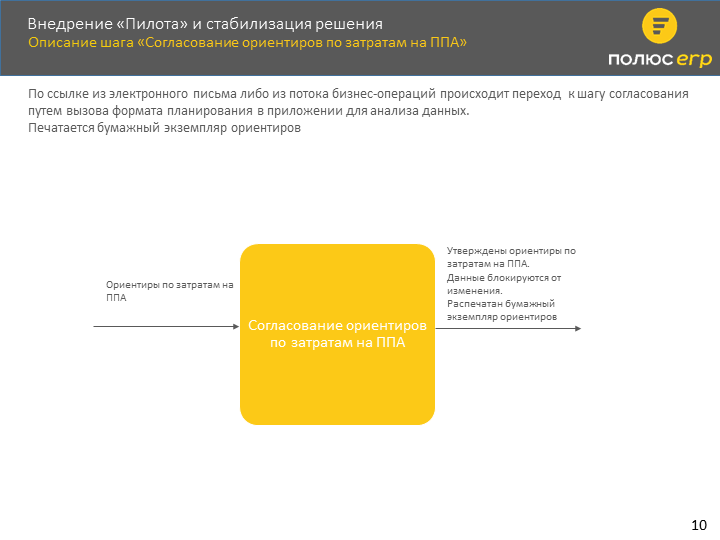 Внедрение «Пилота» и стабилизация решения
Описание шага «Согласование ориентиров по затратам на ППА»
полюс erp
По ссылке из электронного письма либо из потока бизнес-операций происходит переход к шагу согласования
путем вызова формата планирования в приложении для анализа данных.
Печатается бумажный экземпляр ориентиров
Ориентиры по затратам на
ППА
Согласование ориентиров
по затратам на ППА
Утверждены ориентиры по
затратам на ППА.
Данные блокируются от
изменения.
Распечатан бумажный
экземпляр ориентиров
10